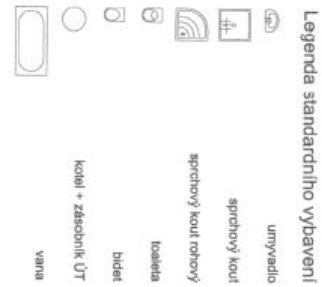 Legenda standardního vybavení
umyvadlo
sprchový kout
sprchový kout rohový
toaleta
bidet
kotel + zásobník ÚT
vana